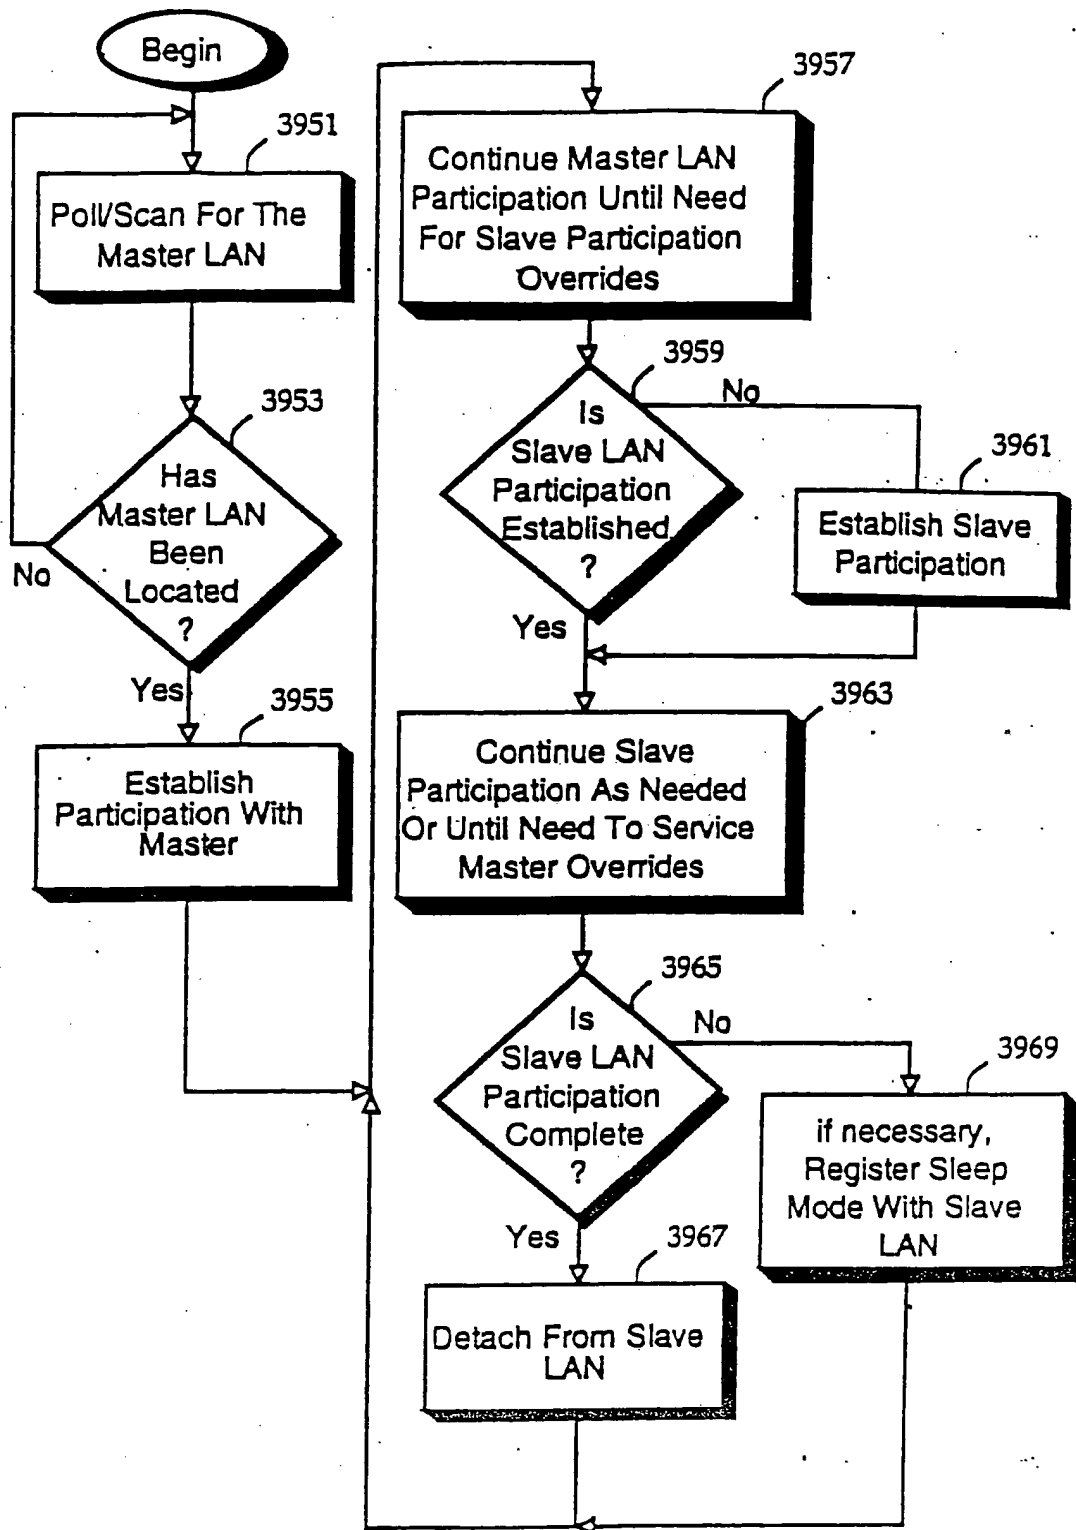 Begin
3951
Poll/Scan For The
Master LAN
3953
Has
Master LAN
Been
Located
?
No
Yes
3955
Establish
Participation With
Master
3957
Continue Master LAN
Participation Until Need
For Slave Participation
Overrides
3959
Is
Slave LAN
Participation
Established
?
No
Yes
3961
Establish Slave
Participation
3963
Continue Slave
Participation As Needed
Or Until Need To Service
Master Overrides
3965
Is
Slave LAN
Participation
Complete
?
No
Yes
3967
Detach From Slave
LAN
3969
if necessary,
Register Sleep
Mode With Slave
LAN